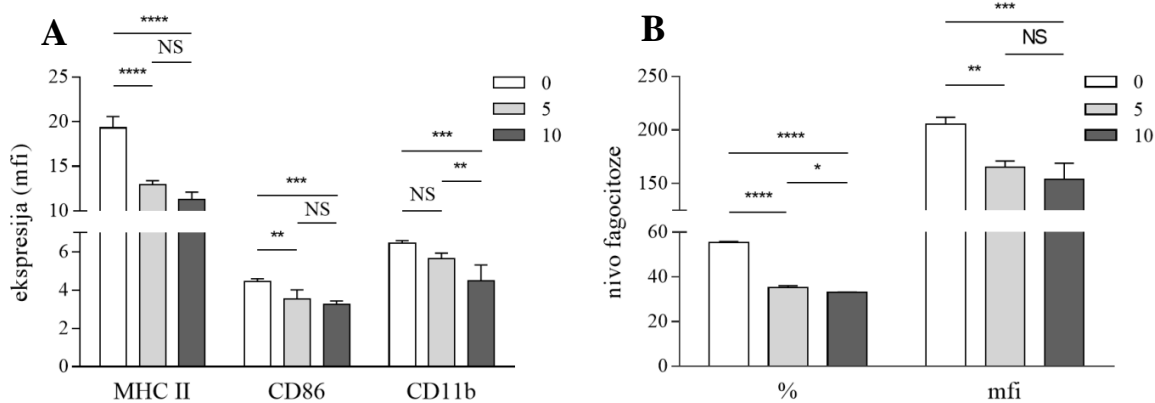 A
****
NS
****
ekspresija (mfi)
25
20
15
10
6
4
2
0
***
NS
**
***
**
NS
0
5
10
MHC II
CD86
CD11b
B
***
NS
**
****
*
****
nivo fagocitoze
250
200
150
100
60
40
20
0
0
5
10
%
mfi